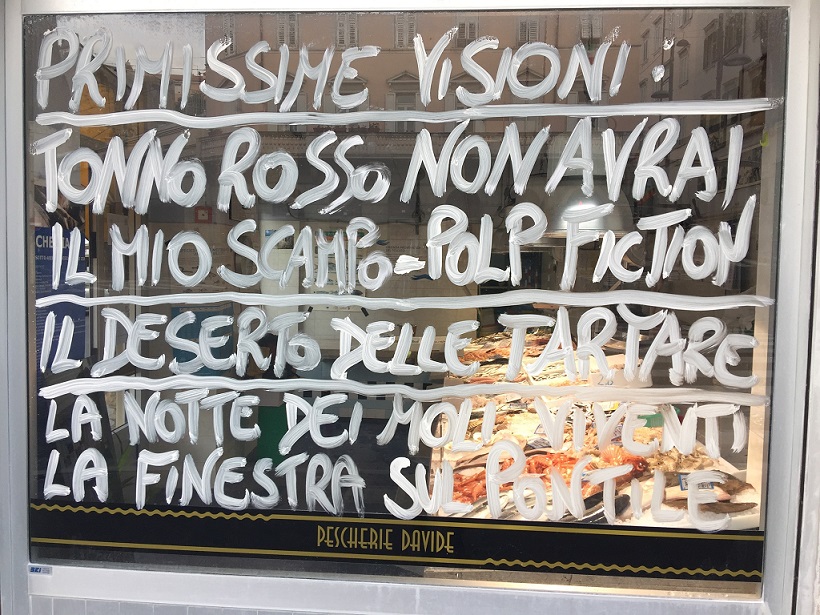 PRIMISSIME VISIONI:
TONNO ROSSO NON AVRAI
IL MIO SCAMPO - POLP FICTION
IL DESERTO DELLE TARTARE
LA NOTTE DEI MOLI VIVENTI
LA FINESTRA SUL PONTILE
PESCHERIE DAVIDE